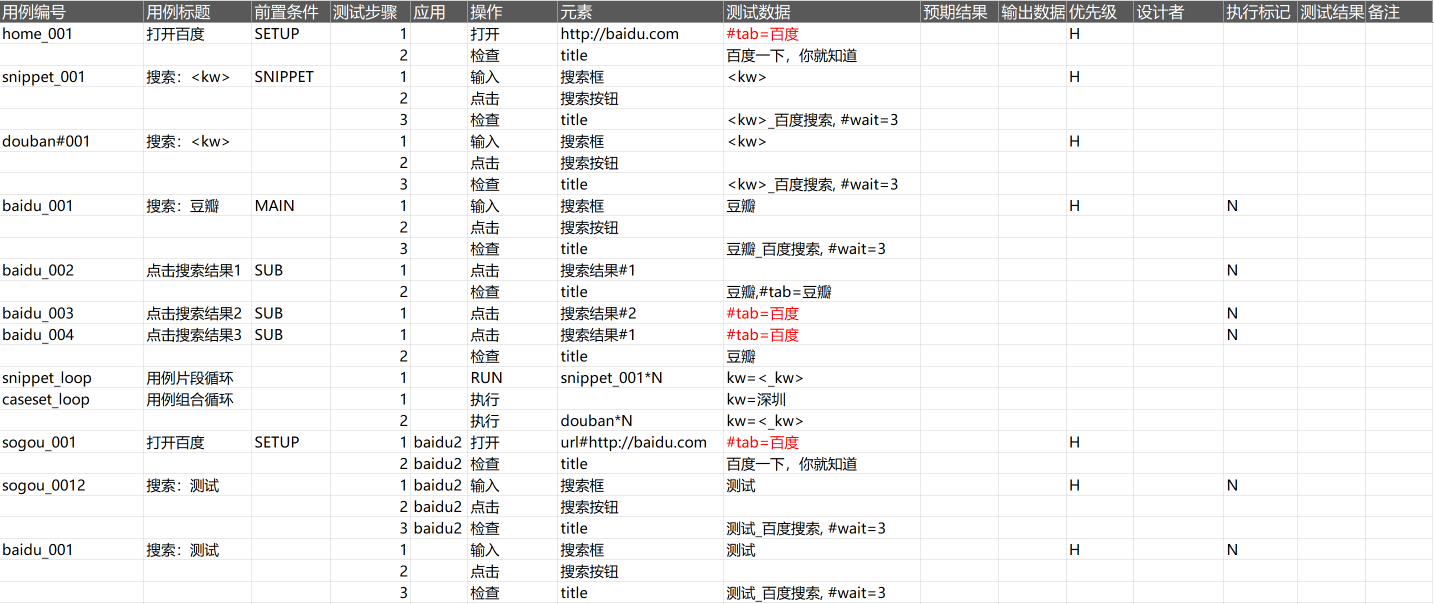 用例编号 用例标题 前置条件 测试步骤 应用 操作 元素 测试数据 预期结果 输出数据 优先级 设计者 执行标记 测试结果 备注
home_001 打开百度 SETUP 1 打开 http://baidu.com #tab=百度 H
2 检查 title 百度一下，你就知道
snippet_001 搜索：<kw> SNIPPET 1 输入 搜索框 <kw> H
2 点击 搜索按钮
3 检查 title <kw>_百度搜索, #wait=3
douban#001 搜索：<kw> 1 输入 搜索框 <kw> H
2 点击 搜索按钮
3 检查 title <kw>_百度搜索, #wait=3
baidu_001 搜索：豆瓣 MAIN 1 输入 搜索框 豆瓣 H N
2 点击 搜索按钮
3 检查 title 豆瓣_百度搜索, #wait=3
baidu_002 点击搜索结果1 SUB 1 点击 搜索结果#1 N
2 检查 title 豆瓣,#tab=豆瓣
baidu_003 点击搜索结果2 SUB 1 点击 搜索结果#2 #tab=百度 N
baidu_004 点击搜索结果3 SUB 1 点击 搜索结果#1 #tab=百度 N
2 检查 title 豆瓣
snippet_loop 用例片段循环 1 RUN snippet_001*N kw=<_kw>
caseset_loop 用例组合循环 1 执行 kw=深圳
2 执行 douban*N kw=<_kw>
sogou_001 打开百度 SETUP 1 baidu2 打开 url#http://baidu.com #tab=百度 H
2 baidu2 检查 title 百度一下，你就知道
sogou_0012 搜索：测试 1 baidu2 输入 搜索框 测试 H N
2 baidu2 点击 搜索按钮
3 baidu2 检查 title 测试_百度搜索, #wait=3
baidu_001 搜索：测试 1 输入 搜索框 测试 H N
2 点击 搜索按钮
3 检查 title 测试_百度搜索, #wait=3